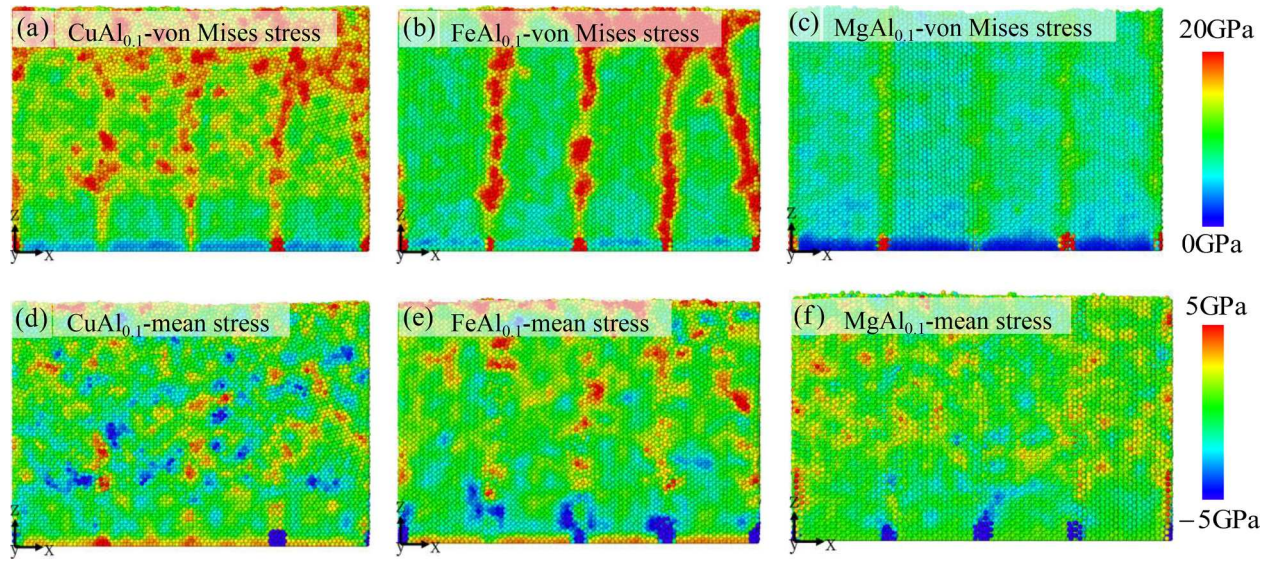 (a) CuAl0.1-von Mises stress
(b) FeAl0.1-von Mises stress
(c) MgAl0.1-von Mises stress
20GPa
0GPa
z
y x
z
y x
z
y x
(d) CuAl0.1-mean stress
(e) FeAl0.1-mean stress
(f) MgAl0.1-mean stress
5GPa
−5GPa
z
y x
z
y x
z
y x